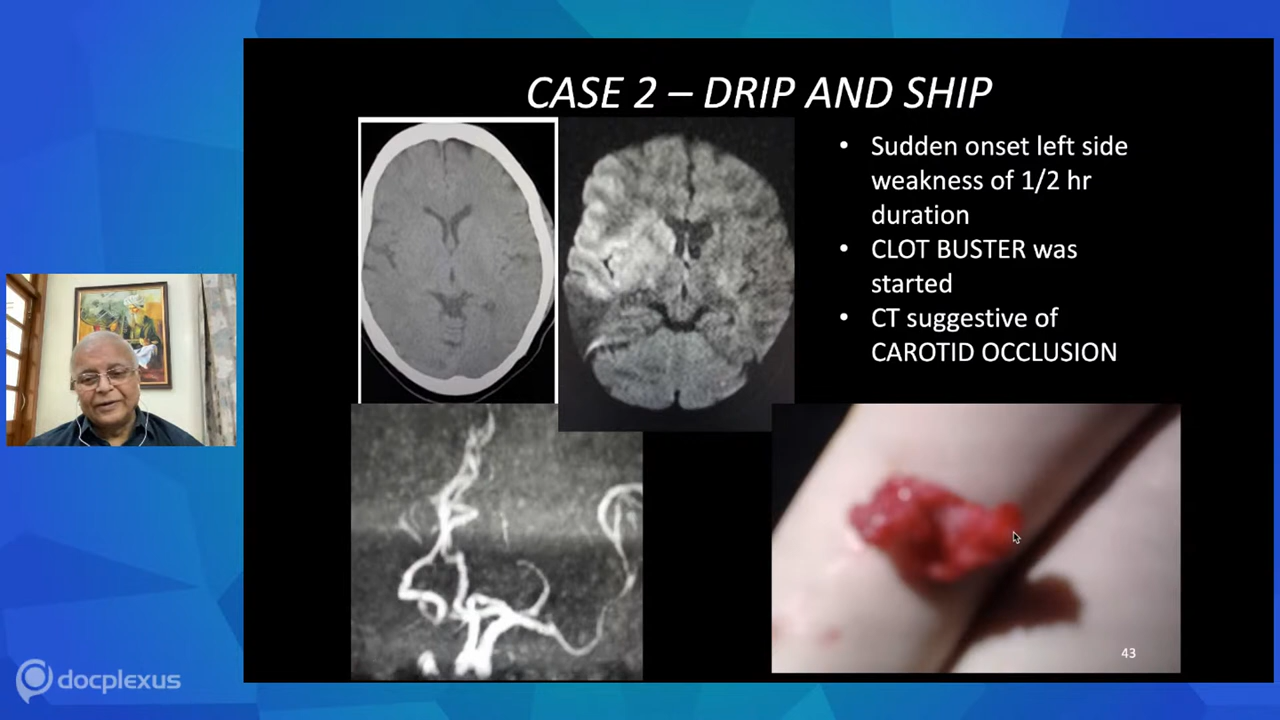 CASE 2 – DRIP AND SHIP
• Sudden onset left side
weakness of 1/2 hr
duration
• CLOT BUSTER was
started
• CT suggestive of
CAROTID OCCLUSION
43
docplexus